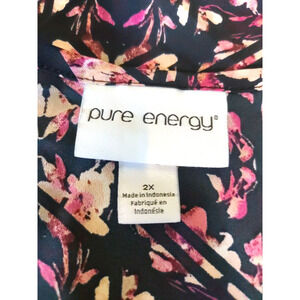 pure energy®
2X
Made in Indonesia
Fabriqué en
Indonésie